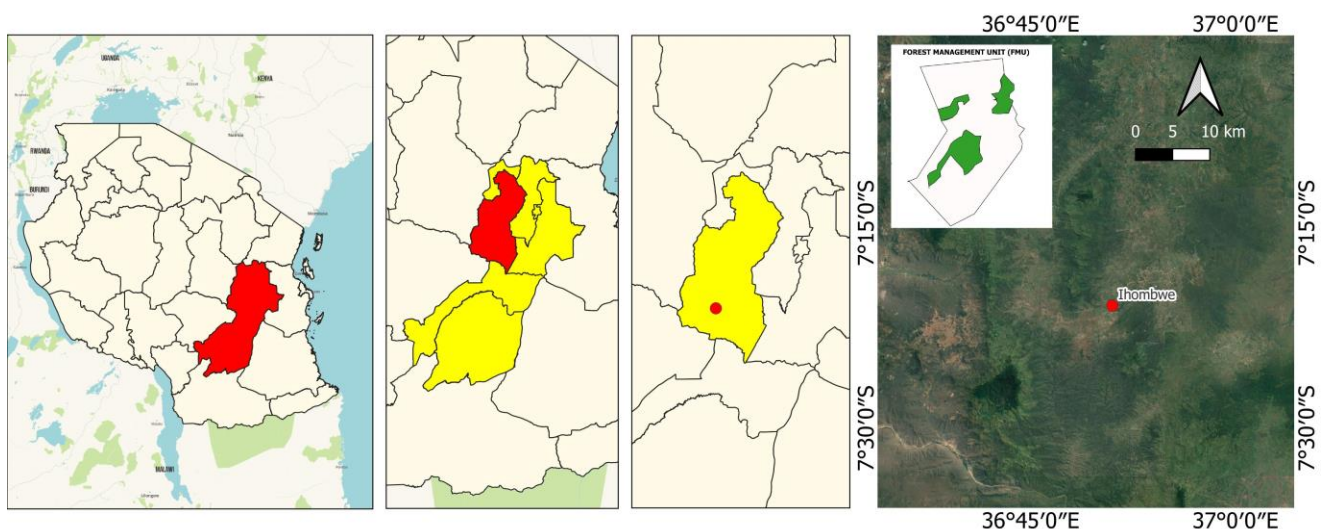 UGANDA
KENYA
RWANDA
BURUNDI
MALAWI
36°45′0″E 37°0′0″E
FOREST MANAGEMENT UNIT (FMU)
0 5 10 km
7°15′0″S
7°15′0″S
Ihombwe
7°30′0″S
7°30′0″S
36°45′0″E 37°0′0″E